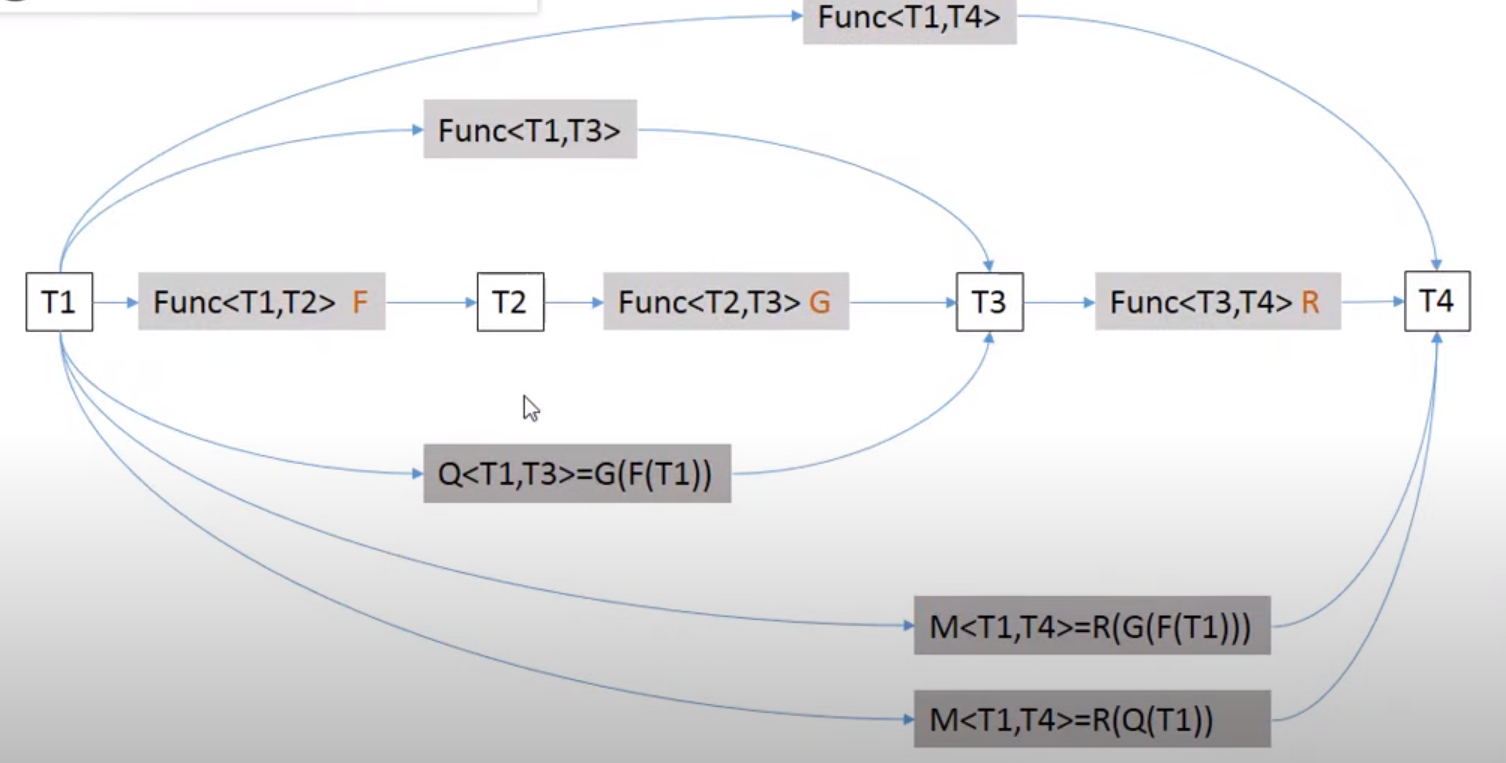 Func<T1,T4>
Func<T1,T3>
T1
Func<T1,T2> F
T2
Func<T2,T3> G
T3
Func<T3,T4> R
T4
Q<T1,T3>=G(F(T1))
M<T1,T4>=R(G(F(T1)))
M<T1,T4>=R(Q(T1))